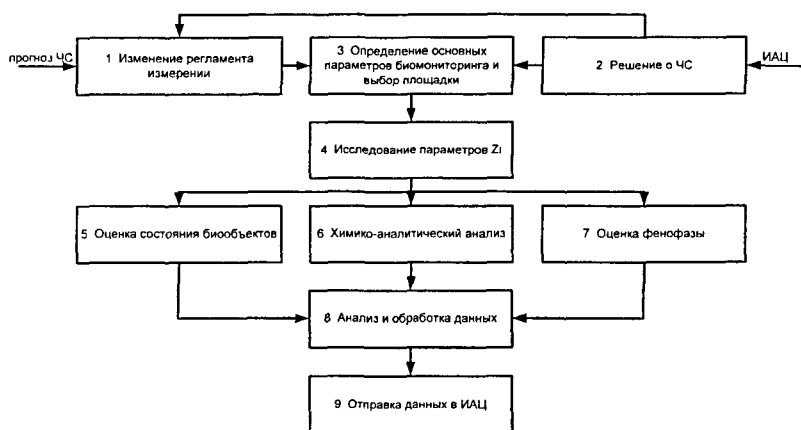 прогноз ЧС
1 Изменение регламента
измерении
3 Определение основных
параметров биомониторинга и
выбор площадки
2 Решение о ЧС
ИАЦ
4 Исследование параметров Zi
5 Оценка состояния биообъектов
6 Химико-аналитический анализ
7 Оценка фенофазы
8 Анализ и обработка данных
9 Отправка данных в ИАЦ